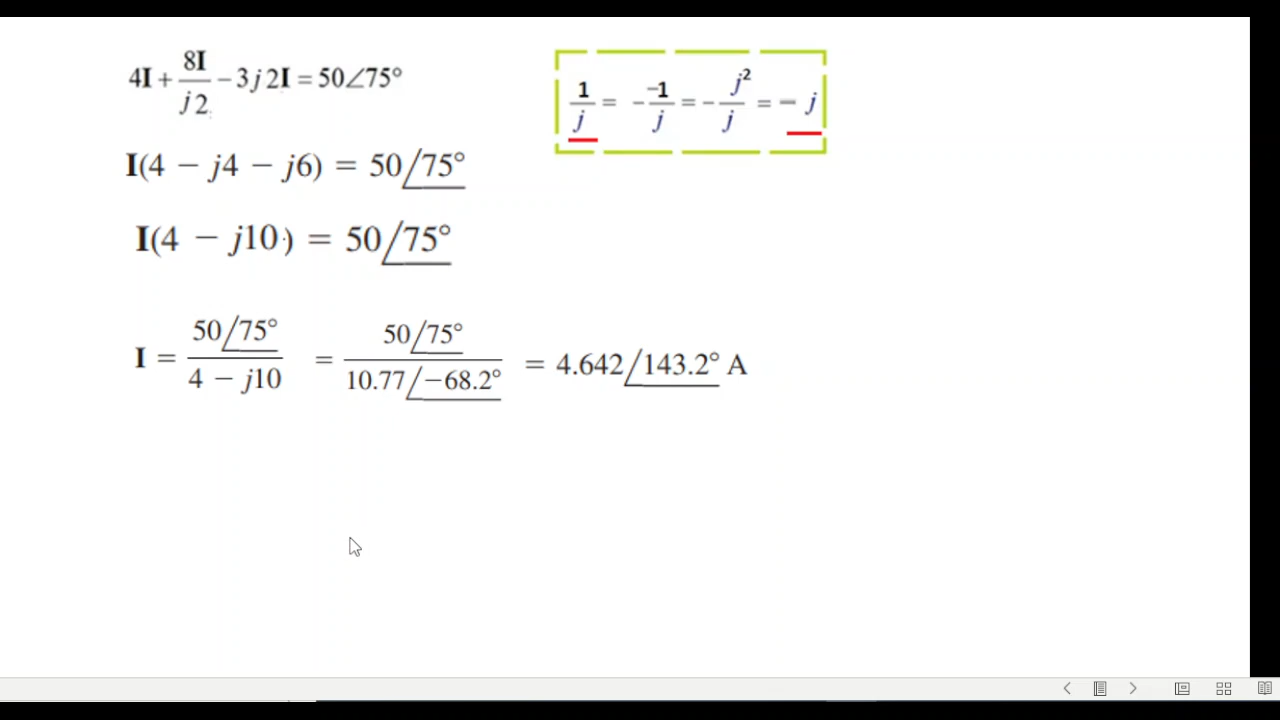 4I + 8I/j2 − 3j2I = 50∠75°
1/j = − −1/j = − j²/j = − j
I(4 − j4 − j6) = 50∠75°
I(4 − j10) = 50∠75°
I = 50∠75° / 4 − j10 = 50∠75° / 10.77∠−68.2° = 4.642∠143.2° A